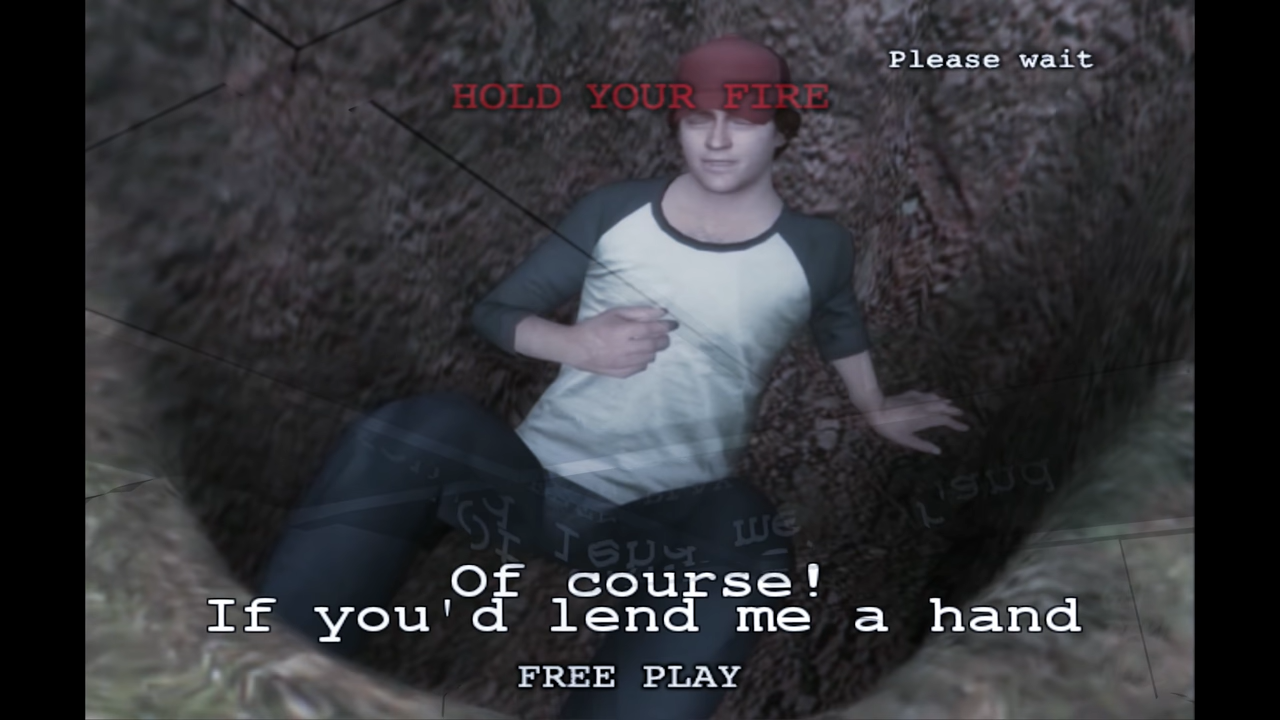 Please wait
HOLD YOUR FIRE
Of course!
If you'd lend me a hand
FREE PLAY